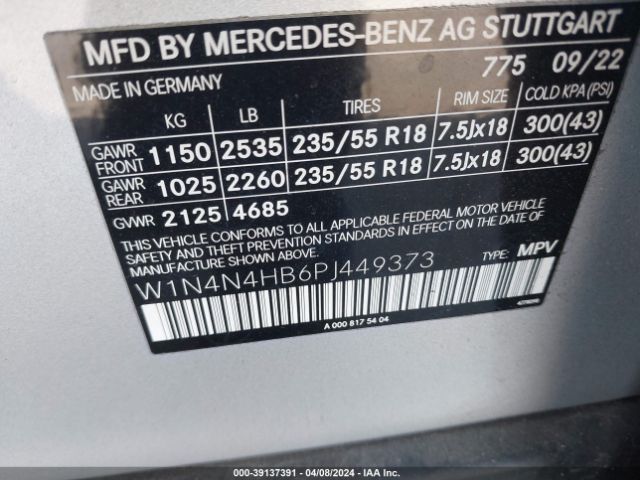 MFD BY MERCEDES-BENZ AG STUTTGART
MADE IN GERMANY 775 09/22
KG LB TIRES RIM SIZE COLD KPA (PSI)
GAWR FRONT 1150 2535 235/55 R18 7.5Jx18 300(43)
GAWR REAR 1025 2260 235/55 R18 7.5Jx18 300(43)
GVWR 2125 4685
THIS VEHICLE CONFORMS TO ALL APPLICABLE FEDERAL MOTOR VEHICLE
SAFETY AND THEFT PREVENTION STANDARDS IN EFFECT ON THE DATE OF
MANUFACTURE SHOWN ABOVE.
W1N4N4HB6PJ449373 TYPE: MPV
A 000 817 54 04
000-39137391 - 04/08/2024 - IAA Inc.